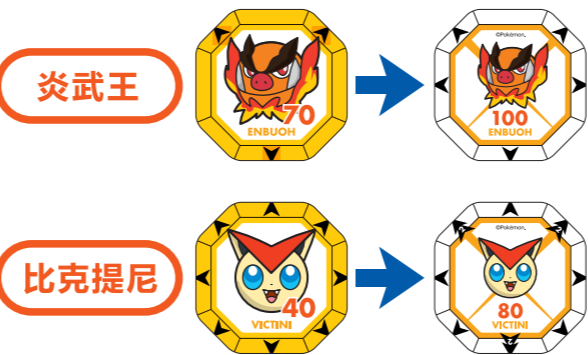 炎武王
70
ENBUOH
©Pokémon.
100
ENBUOH
比克提尼
40
VICTINI
©Pokémon.
80
VICTINI